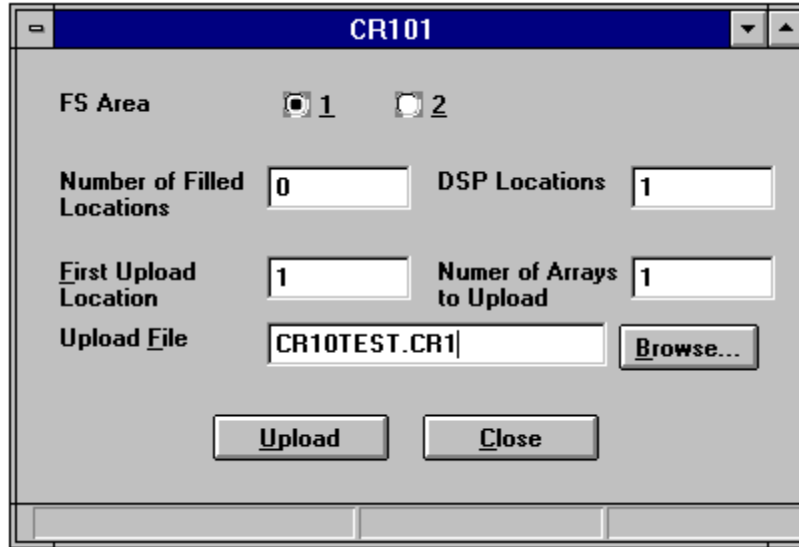 CR101
FS Area 1 2
Number of Filled Locations 0 DSP Locations 1
First Upload Location 1 Numer of Arrays to Upload 1
Upload File CR10TEST.CR1 Browse...
Upload Close